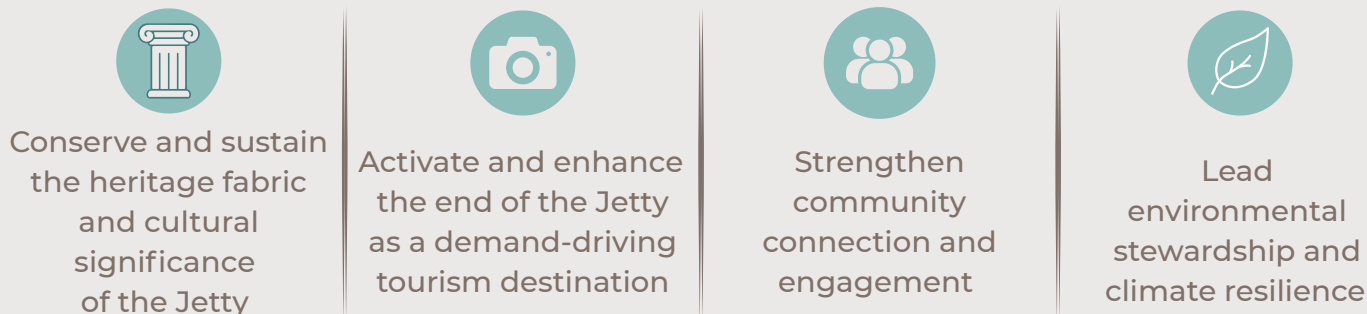 Conserve and sustain
the heritage fabric
and cultural
significance
of the Jetty
Activate and enhance
the end of the Jetty
as a demand-driving
tourism destination
Strengthen
community
connection and
engagement
Lead
environmental
stewardship and
climate resilience